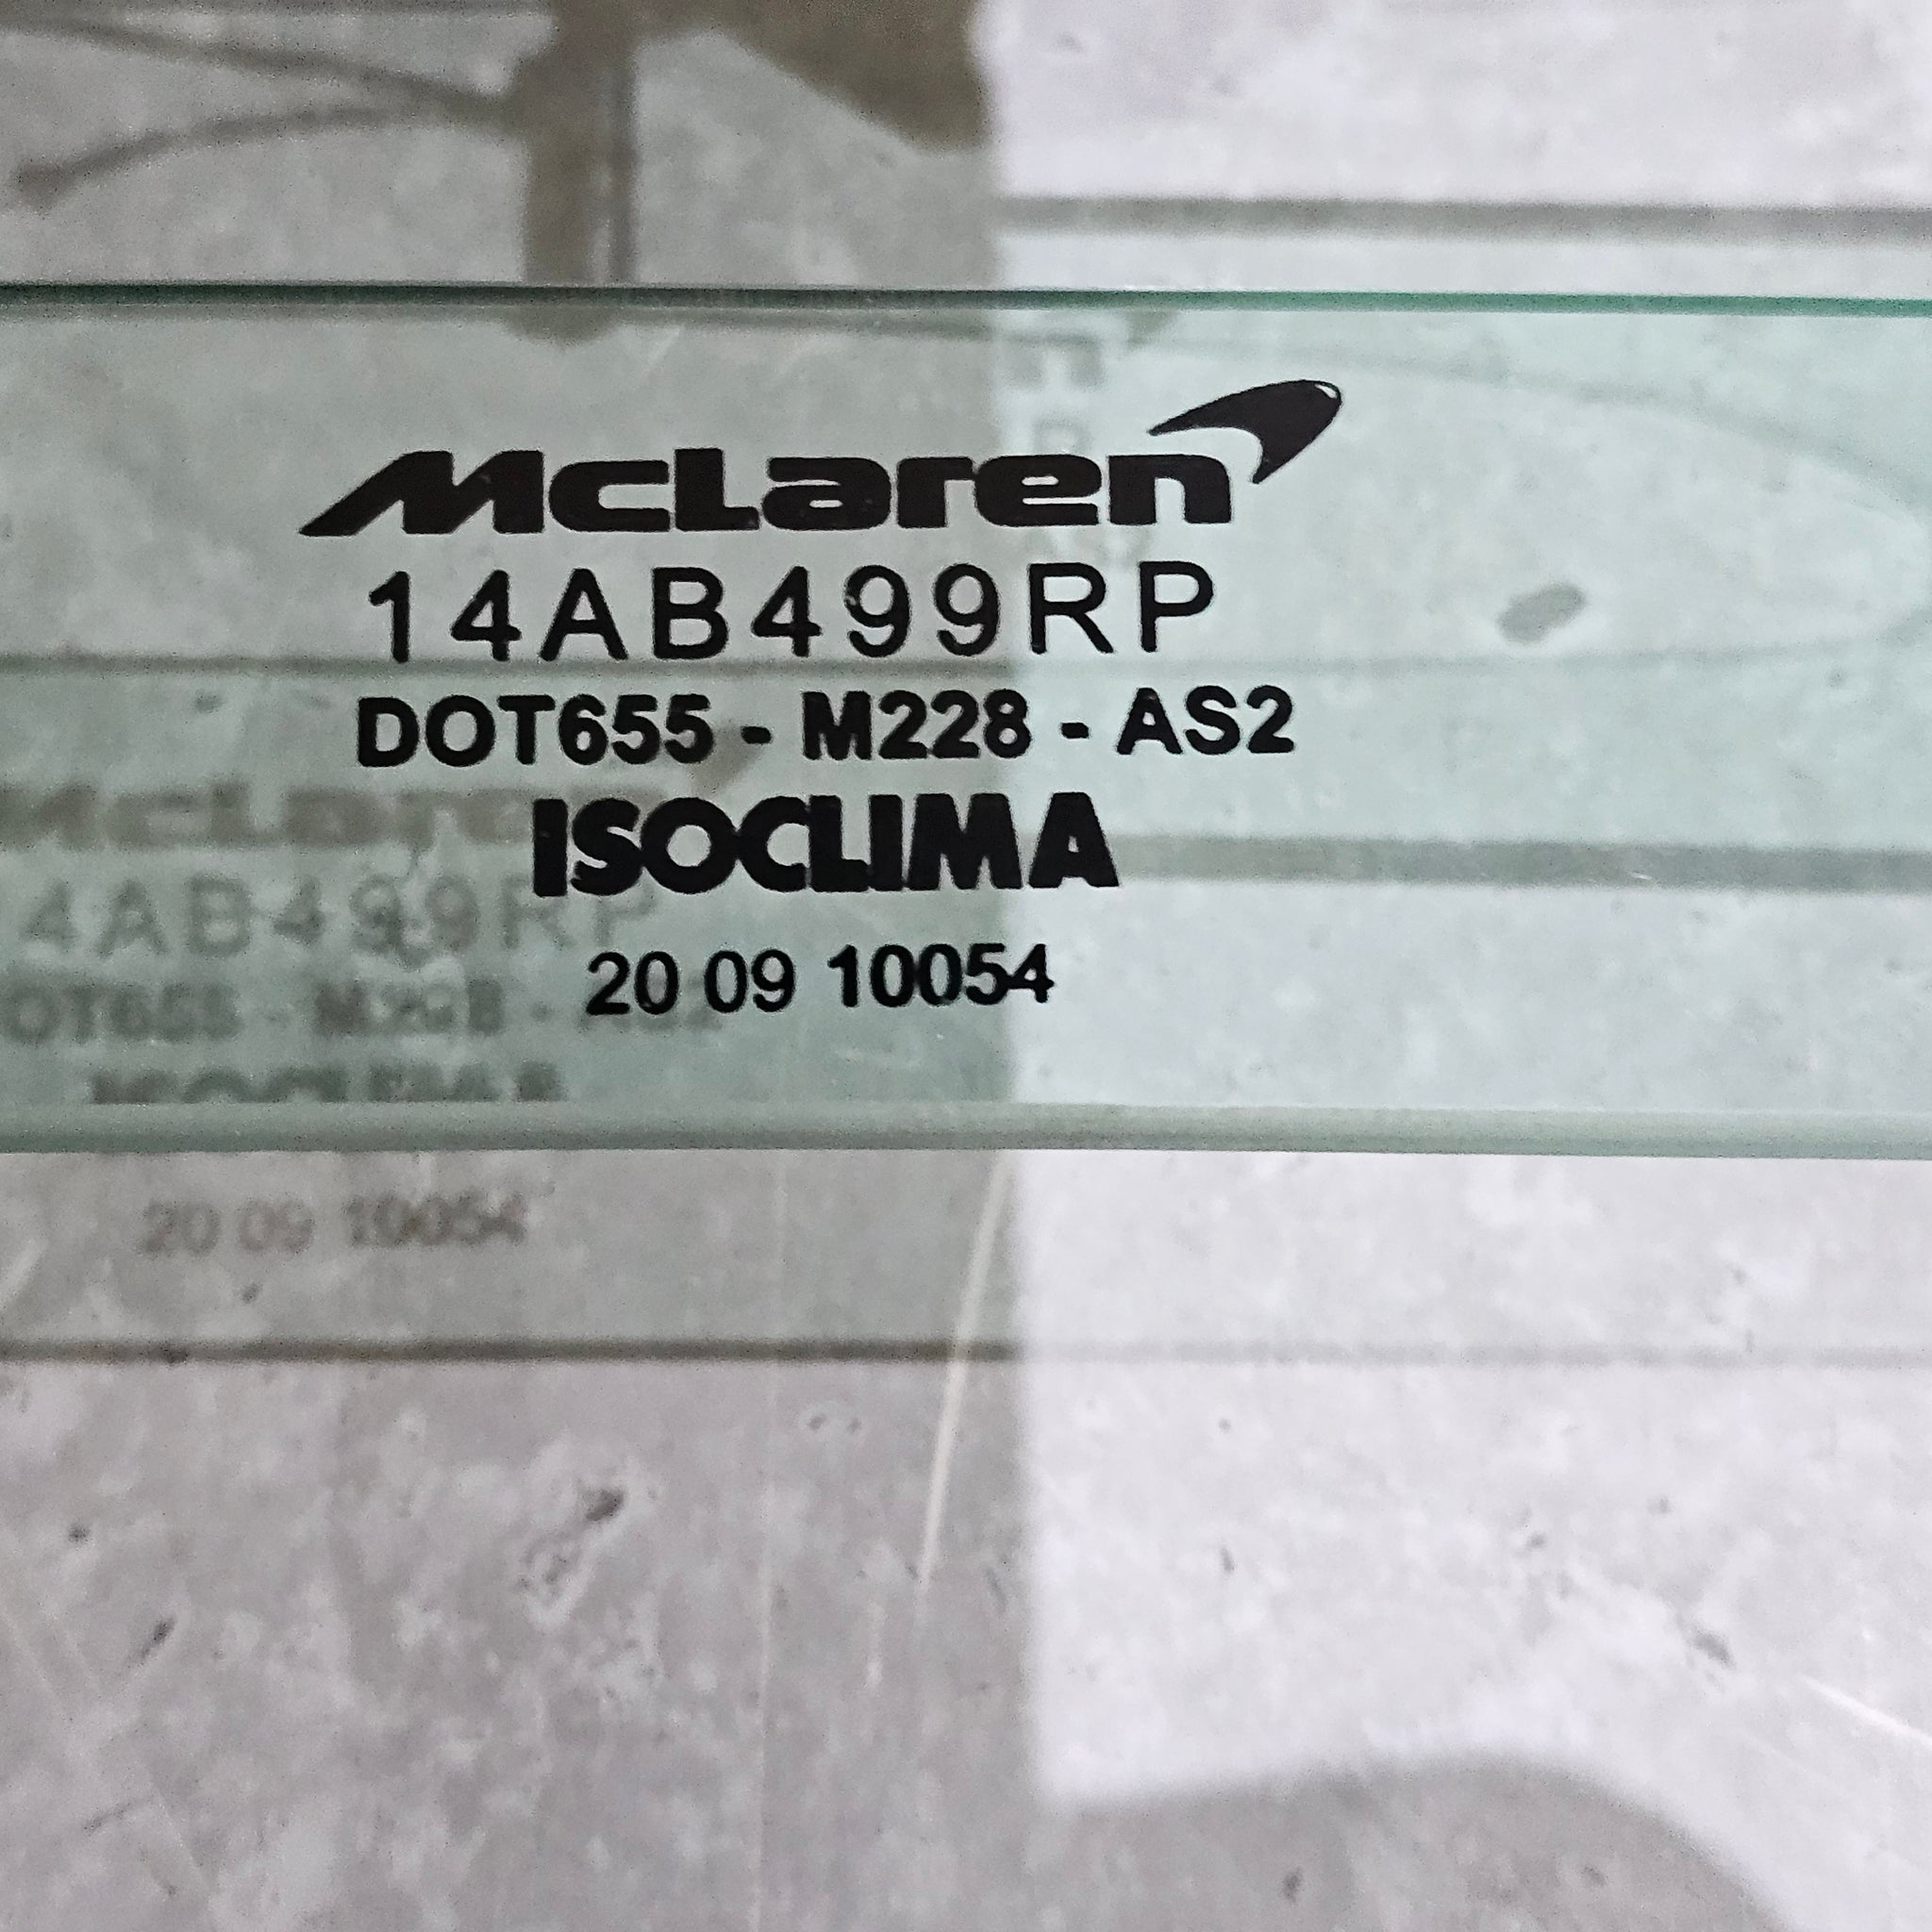 McLaren
14AB499RP
DOT655 - M228 - AS2
ISOCLIMA
20 09 10054